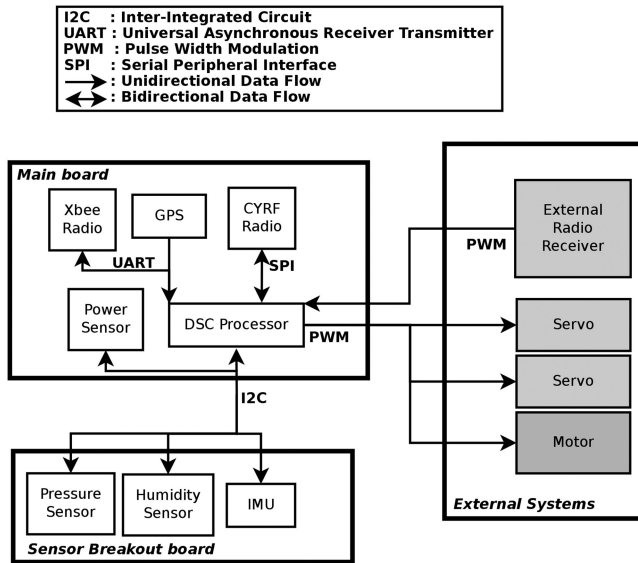 I2C : Inter-Integrated Circuit
UART : Universal Asynchronous Receiver Transmitter
PWM : Pulse Width Modulation
SPI : Serial Peripheral Interface
: Unidirectional Data Flow
: Bidirectional Data Flow
Main board
Xbee
Radio
GPS
CYRF
Radio
UART
SPI
Power
Sensor
DSC Processor
PWM
I2C
External
Radio
Receiver
PWM
Servo
Servo
Motor
External Systems
Pressure
Sensor
Humidity
Sensor
IMU
Sensor Breakout board